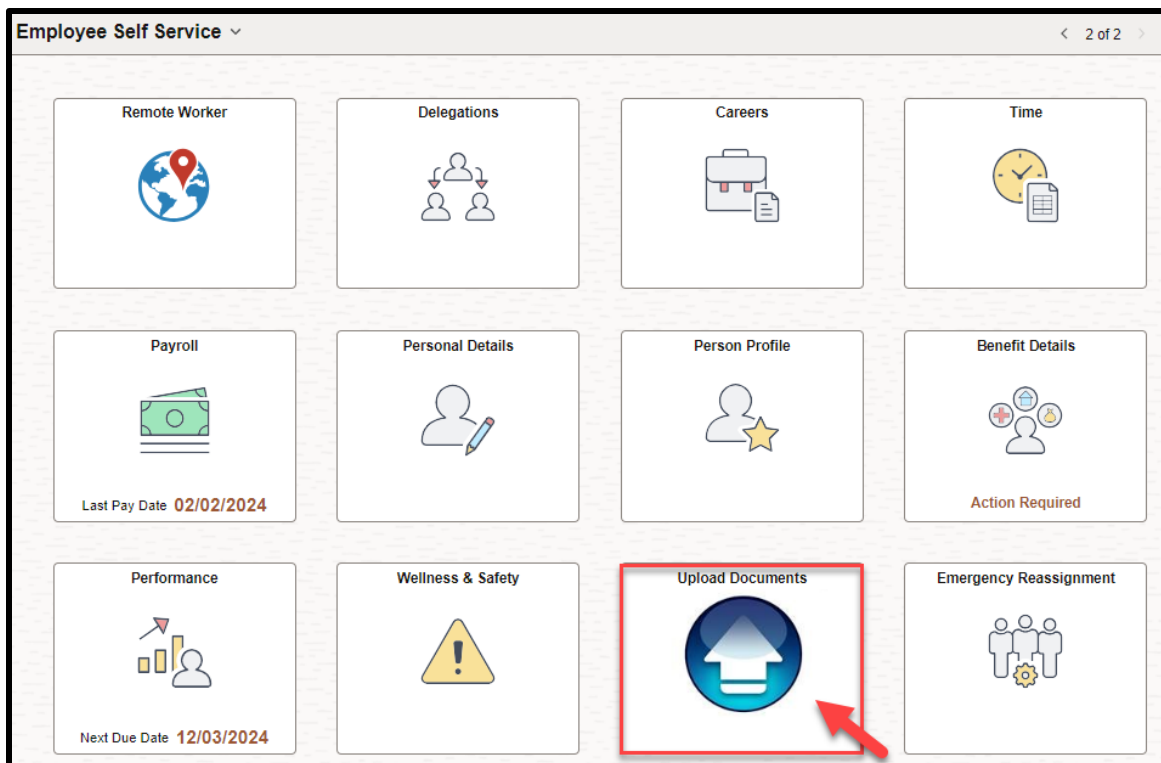 Employee Self Service
2 of 2
Remote Worker
Delegations
Careers
Time
Payroll
Last Pay Date 02/02/2024
Personal Details
Person Profile
Benefit Details
Action Required
Performance
Next Due Date 12/03/2024
Wellness & Safety
Upload Documents
Emergency Reassignment